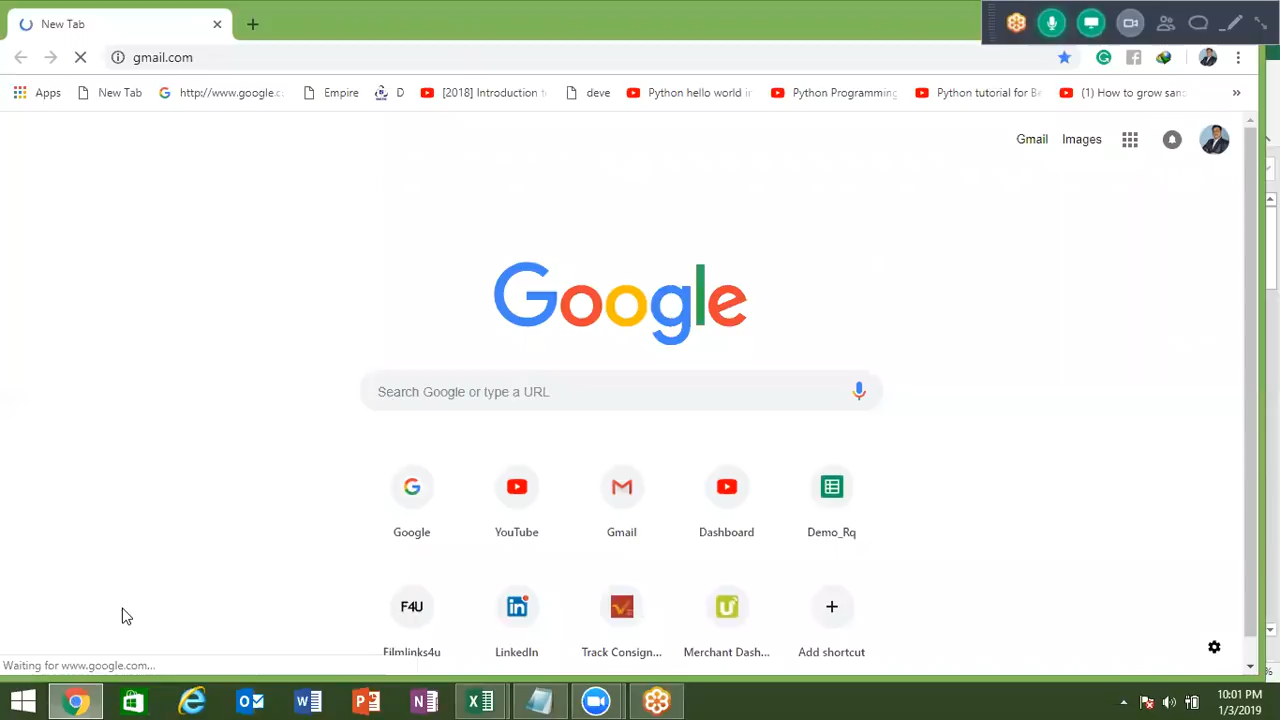 New Tab
gmail.com
Apps New Tab http://www.google.c Empire D [2018] Introduction t deve Python hello world i Python Programming Python tutorial for Be (1) How to grow sand »
Gmail Images
Google
Search Google or type a URL
Google YouTube Gmail Dashboard Demo_Rq
F4U
Filmlinks4u LinkedIn Track Consign... Merchant Dash... Add shortcut
Waiting for www.google.com...
10:01 PM
1/3/2019